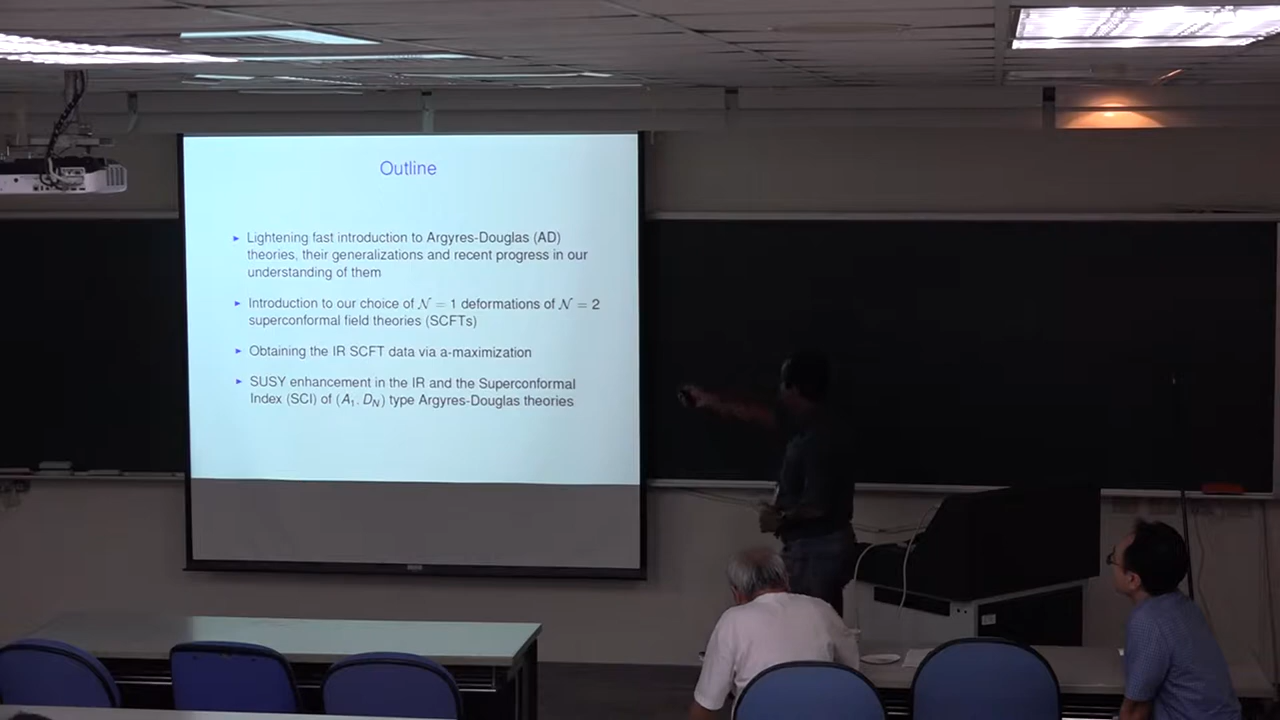 Outline
▸ Lightening fast introduction to Argyres-Douglas (AD)
theories, their generalizations and recent progress in our
understanding of them
▸ Introduction to our choice of 𝒩 = 1 deformations of 𝒩 = 2
superconformal field theories (SCFTs)
▸ Obtaining the IR SCFT data via a-maximization
▸ SUSY enhancement in the IR and the Superconformal
Index (SCI) of (A₁, D_N) type Argyres-Douglas theories